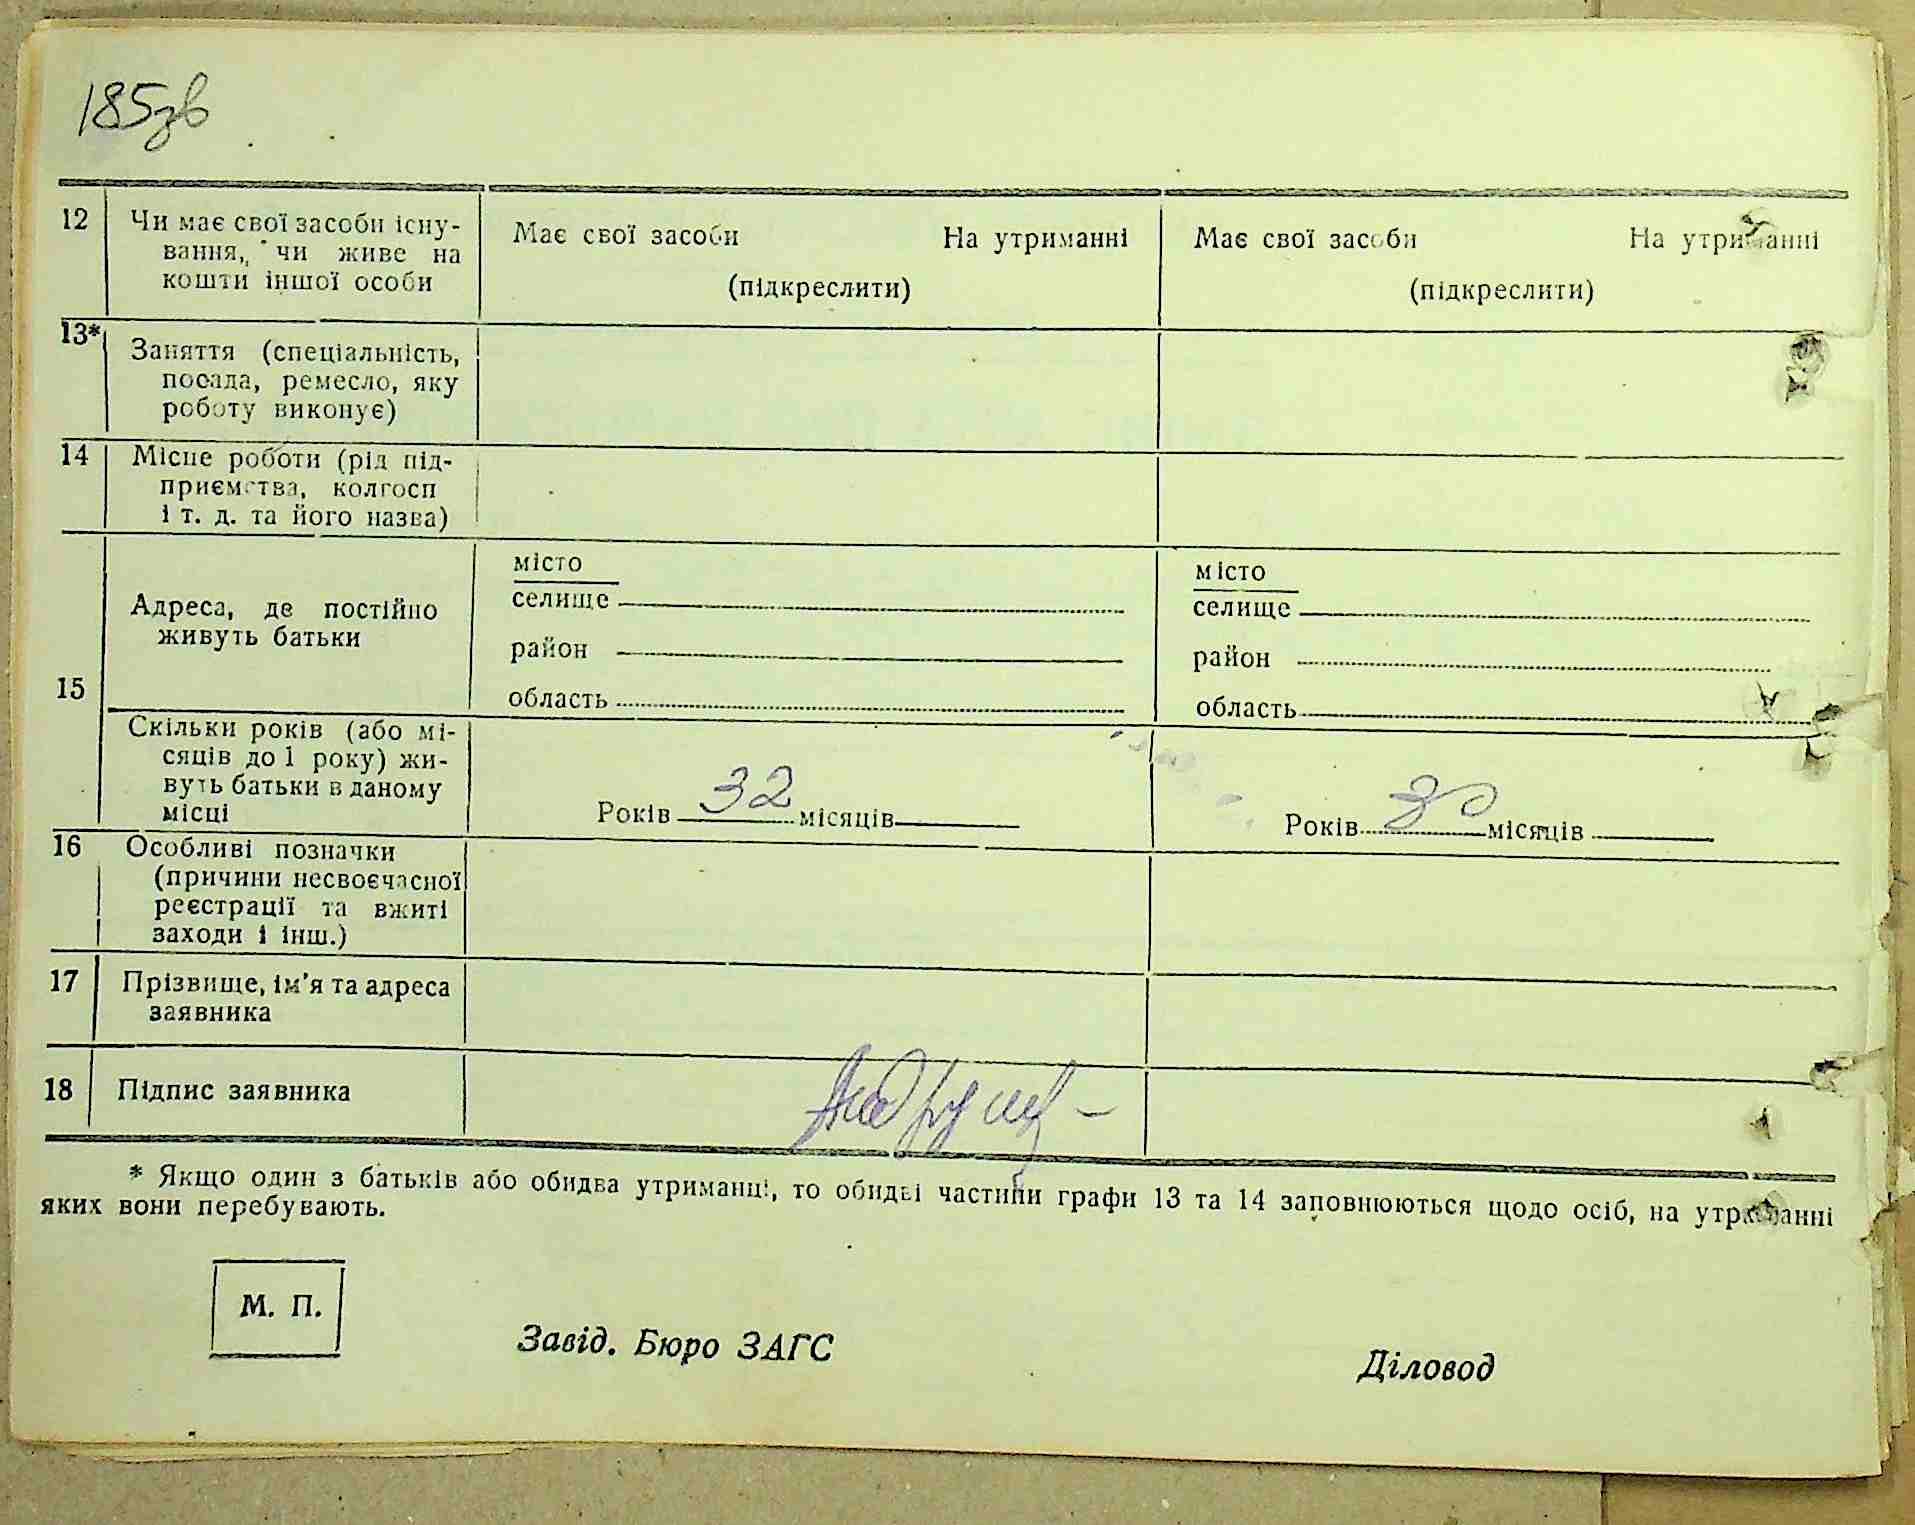 185зв
12 Чи має свої засоби існу-
вання, чи живе на
кошти іншої особи
Має свої засоби На утриманні
(підкреслити)
Має свої засоби На утриманні
(підкреслити)
13* Заняття (спеціальність,
посада, ремесло, яку
роботу виконує)
14 Місце роботи (рід під-
приємства, колгосп
і т. д. та його назва)
15 Адреса, де постійно
живуть батьки
місто
селище
район
область
місто
селище
район
область
Скільки років (або мі-
сяців до 1 року) жи-
вуть батьки в даному
місці
Років 32 місяців
Років 30 місяців
16 Особливі позначки
(причини несвоєчасної
реєстрації та вжиті
заходи і інш.)
17 Прізвище, ім'я та адреса
заявника
18 Підпис заявника
* Якщо один з батьків або обидва утриманці, то обидві частини графи 13 та 14 заповнюються щодо осіб, на утриманні
яких вони перебувають.
М. П.
Завід. Бюро ЗАГС
Діловод